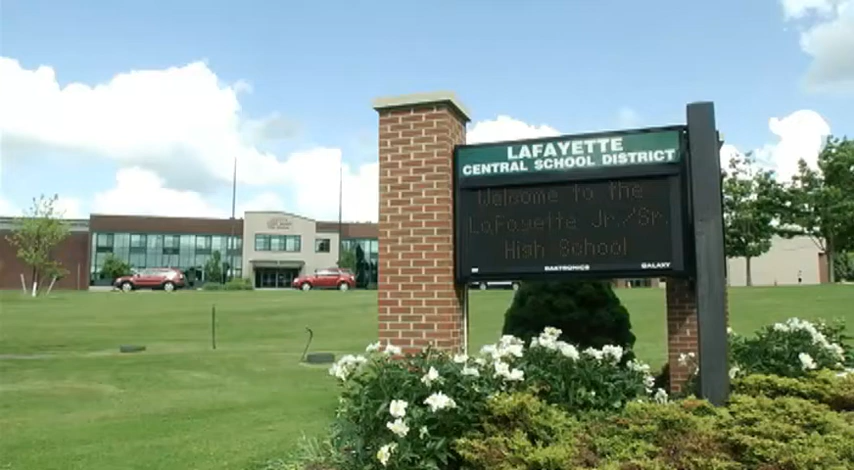 LAFAYETTE
CENTRAL SCHOOL DISTRICT
Welcome to the
LaFayette Jr./Sr.
High School
DAKTRONICS GALAXY